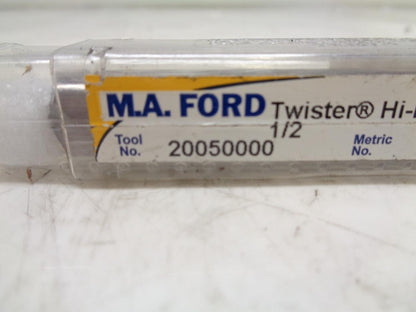 M.A. FORD Twister® Hi-
1/2
Tool Metric
No. 20050000 No.